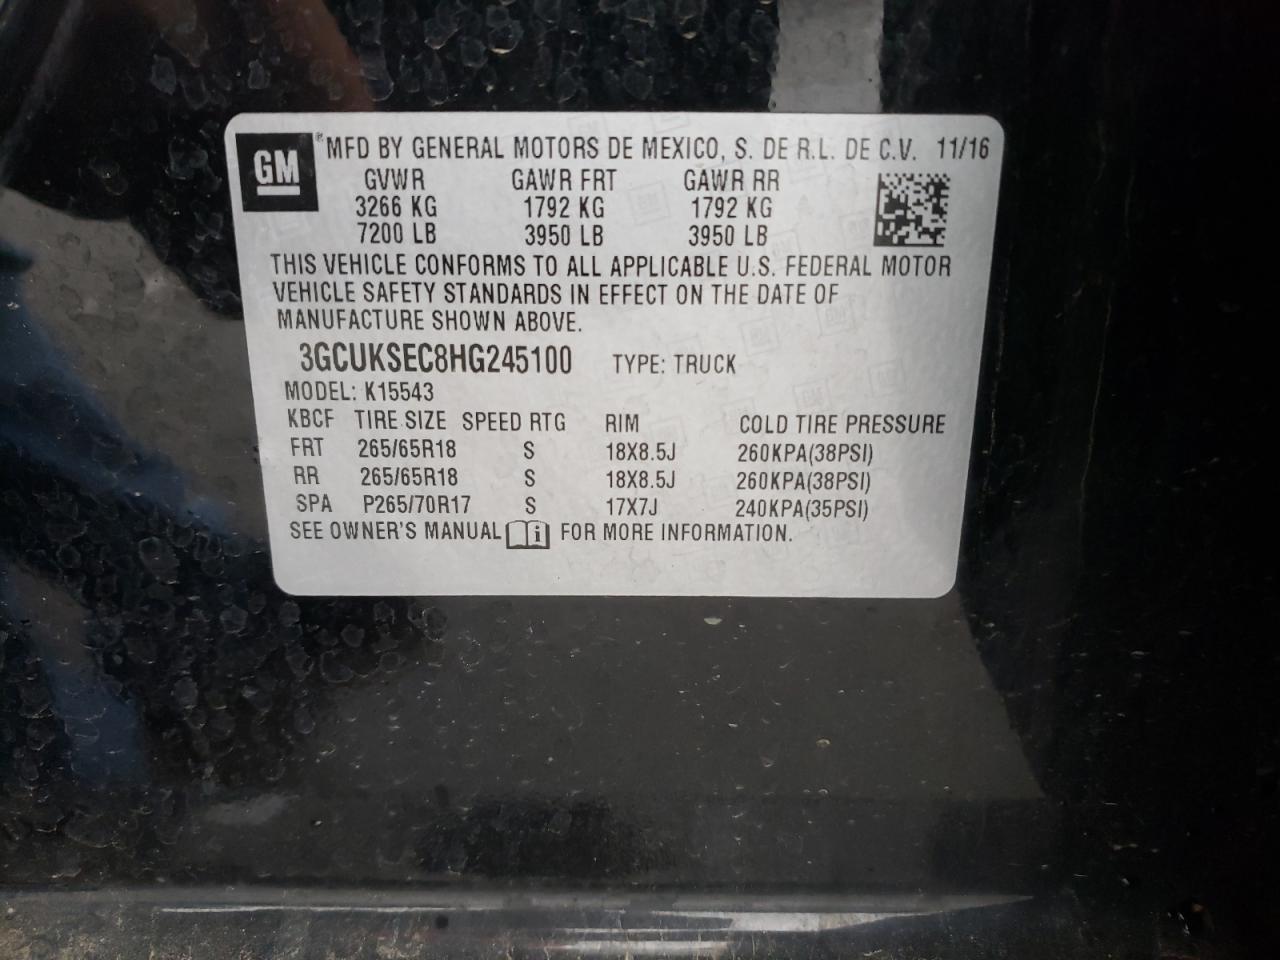 GM ® MFD BY GENERAL MOTORS DE MEXICO, S. DE R.L. DE C.V. 11/16
GVWR GAWR FRT GAWR RR
3266 KG 1792 KG 1792 KG
7200 LB 3950 LB 3950 LB
THIS VEHICLE CONFORMS TO ALL APPLICABLE U.S. FEDERAL MOTOR
VEHICLE SAFETY STANDARDS IN EFFECT ON THE DATE OF
MANUFACTURE SHOWN ABOVE.
3GCUKSEC8HG245100 TYPE: TRUCK
MODEL: K15543
KBCF TIRE SIZE SPEED RTG RIM COLD TIRE PRESSURE
FRT 265/65R18 S 18X8.5J 260KPA(38PSI)
RR 265/65R18 S 18X8.5J 260KPA(38PSI)
SPA P265/70R17 S 17X7J 240KPA(35PSI)
SEE OWNER'S MANUAL i FOR MORE INFORMATION.